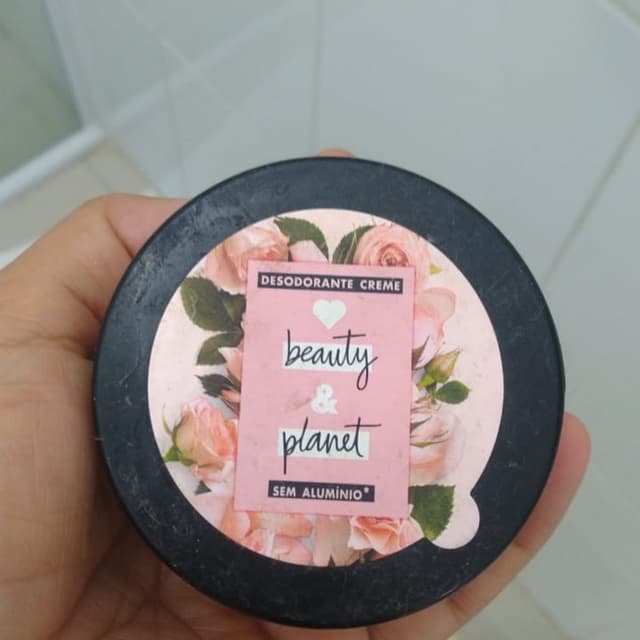 DESODORANTE CREME
beauty
&
planet
SEM ALUMÍNIO*